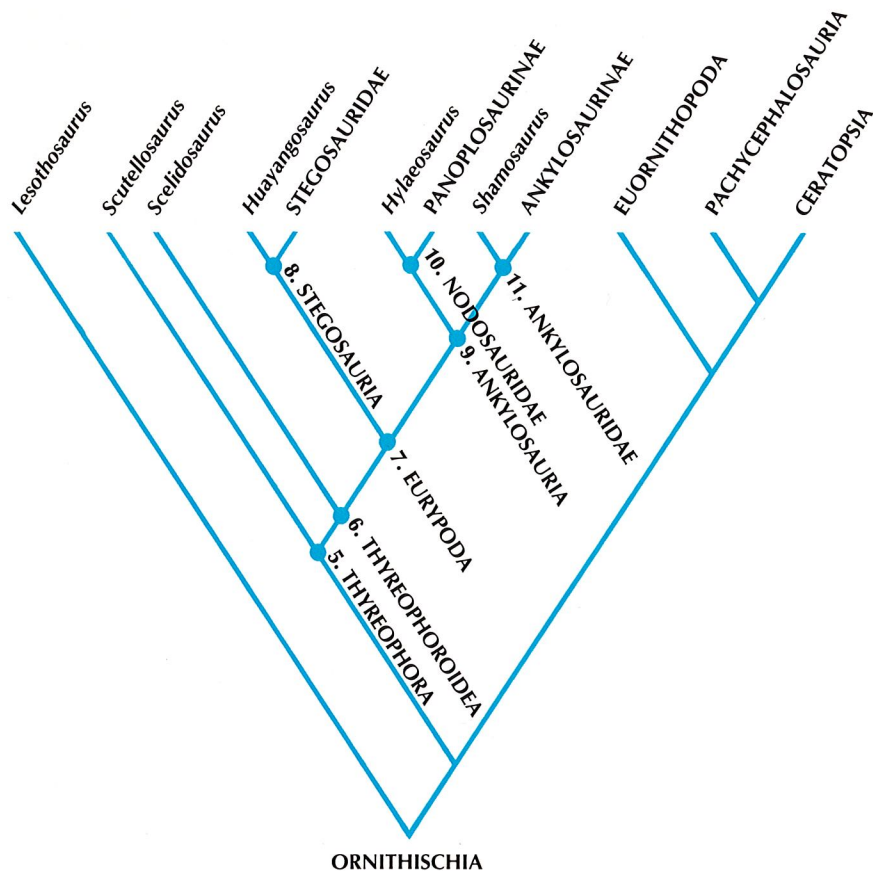 Lesothosaurus
Scutellosaurus
Scelidosaurus
Huayangosaurus
STEGOSAURIDAE
Hylaeosaurus
PANOPLOSAURINAE
Shamosaurus
ANKYLOSAURINAE
EUORNITHOPODA
PACHYCEPHALOSAURIA
CERATOPSIA
8. STEGOSAURIA
10. NODOSAURIDAE
11. ANKYLOSAURIDAE
9. ANKYLOSAURIA
7. EURYPODA
6. THYREOPHOROIDEA
5. THYREOPHORA
ORNITHISCHIA